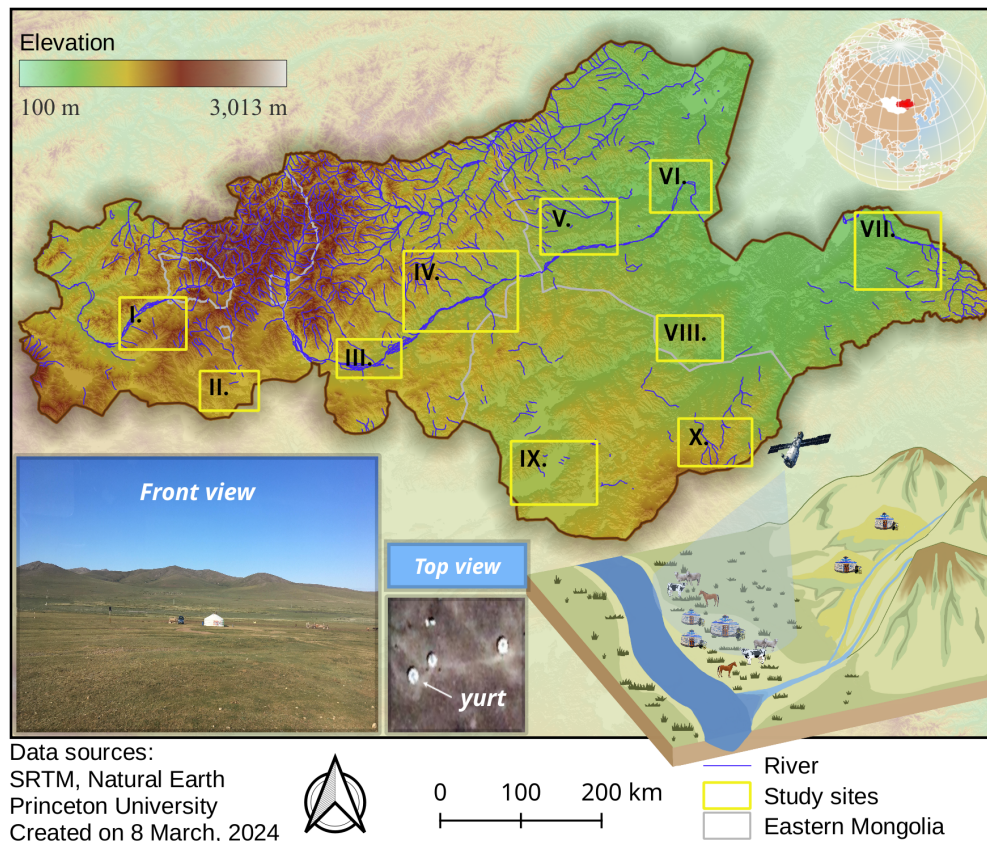 Elevation
100 m 3,013 m
VI.
V.
VII.
IV.
I.
VIII.
III.
II.
X.
IX.
Front view
Top view
yurt
Data sources:
SRTM, Natural Earth
Princeton University
Created on 8 March, 2024
0 100 200 km
River
Study sites
Eastern Mongolia